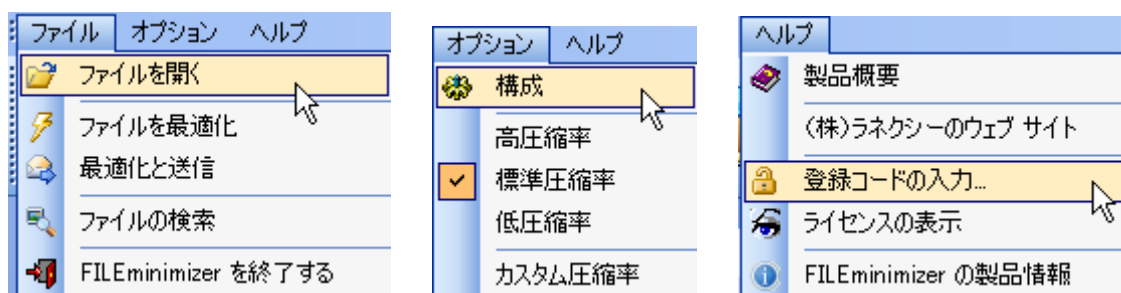 ファイル オプション ヘルプ
ファイルを開く
ファイルを最適化
最適化と送信
ファイルの検索
FILEminimizer を終了する
オプション ヘルプ
構成
高圧縮率
標準圧縮率
低圧縮率
カスタム圧縮率
ヘルプ
製品概要
(株)ラネクシーのウェブ サイト
登録コードの入力...
ライセンスの表示
FILEminimizer の製品情報